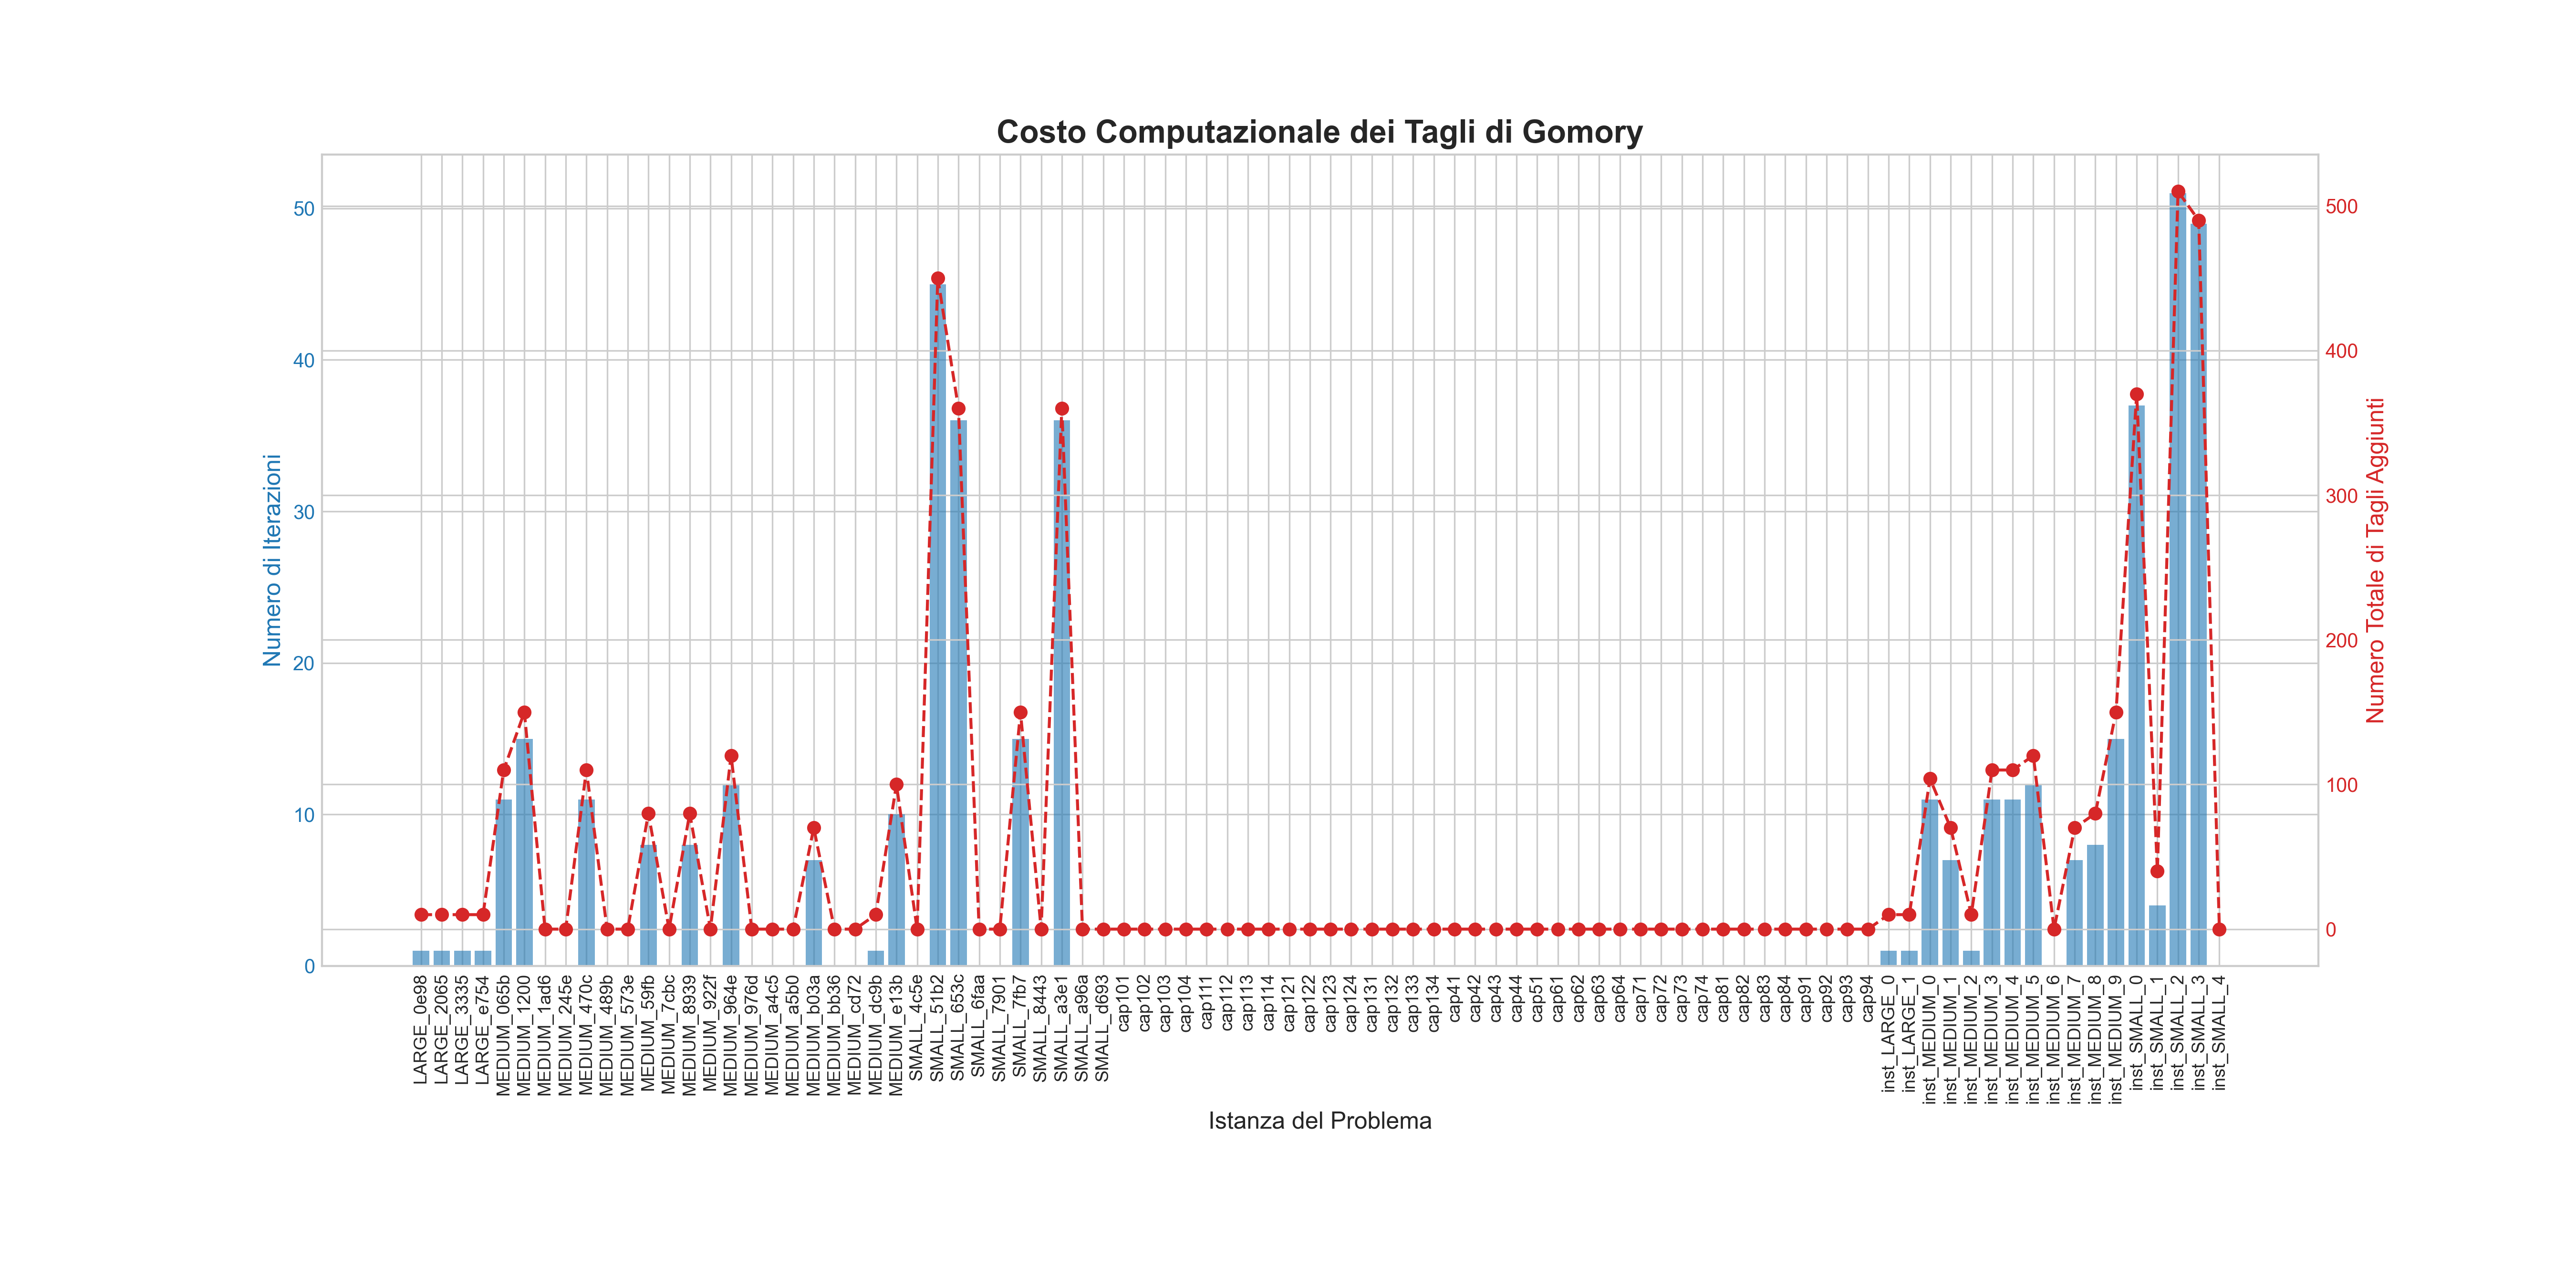 Costo Computazionale dei Tagli di Gomory
Numero di Iterazioni
50
40
30
20
10
0
Numero Totale di Tagli Aggiunti
500
400
300
200
100
0
LARGE_0e98
LARGE_2065
LARGE_3335
LARGE_e754
MEDIUM_065b
MEDIUM_1200
MEDIUM_1ad6
MEDIUM_245e
MEDIUM_470c
MEDIUM_489b
MEDIUM_573e
MEDIUM_59fb
MEDIUM_7cbc
MEDIUM_8939
MEDIUM_922f
MEDIUM_964e
MEDIUM_976d
MEDIUM_a4c5
MEDIUM_a5b0
MEDIUM_b03a
MEDIUM_bb36
MEDIUM_cd72
MEDIUM_dc9b
MEDIUM_e13b
SMALL_4c5e
SMALL_51b2
SMALL_653c
SMALL_6faa
SMALL_7901
SMALL_7fb7
SMALL_8443
SMALL_a3e1
SMALL_a96a
SMALL_d693
cap101
cap102
cap103
cap104
cap111
cap112
cap113
cap114
cap121
cap122
cap123
cap124
cap131
cap132
cap133
cap134
cap41
cap42
cap43
cap44
cap51
cap61
cap62
cap63
cap64
cap71
cap72
cap73
cap74
cap81
cap82
cap83
cap84
cap91
cap92
cap93
cap94
inst_LARGE_0
inst_LARGE_1
inst_MEDIUM_0
inst_MEDIUM_1
inst_MEDIUM_2
inst_MEDIUM_3
inst_MEDIUM_4
inst_MEDIUM_5
inst_MEDIUM_6
inst_MEDIUM_7
inst_MEDIUM_8
inst_MEDIUM_9
inst_SMALL_0
inst_SMALL_1
inst_SMALL_2
inst_SMALL_3
inst_SMALL_4
Istanza del Problema